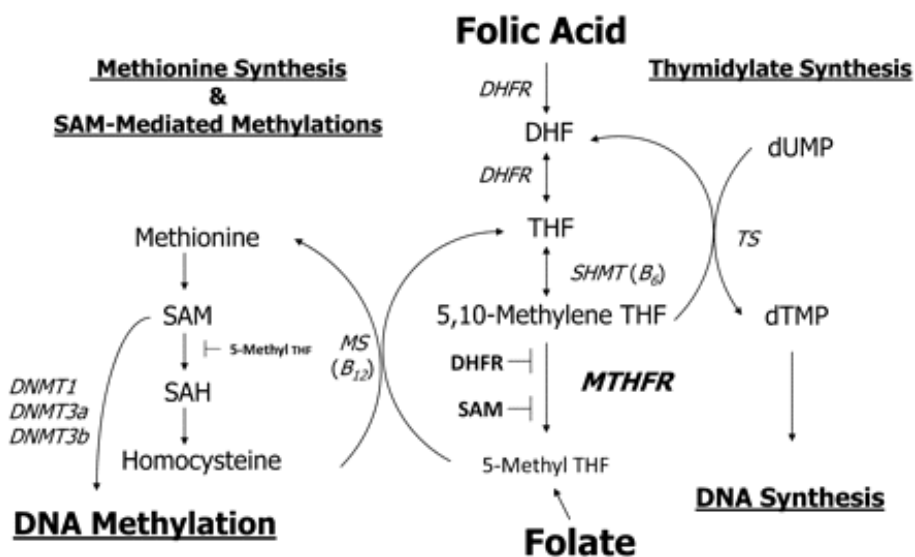 Folic Acid
Methionine Synthesis
&
SAM-Mediated Methylations
Thymidylate Synthesis
DHFR
DHF
dUMP
DHFR
THF
TS
Methionine
SHMT (B6)
SAM
5,10-Methylene THF
dTMP
5-Methyl THF
MS
(B12)
DHFR
MTHFR
DNMT1
DNMT3a
DNMT3b
SAH
SAM
Homocysteine
5-Methyl THF
DNA Methylation
DNA Synthesis
Folate